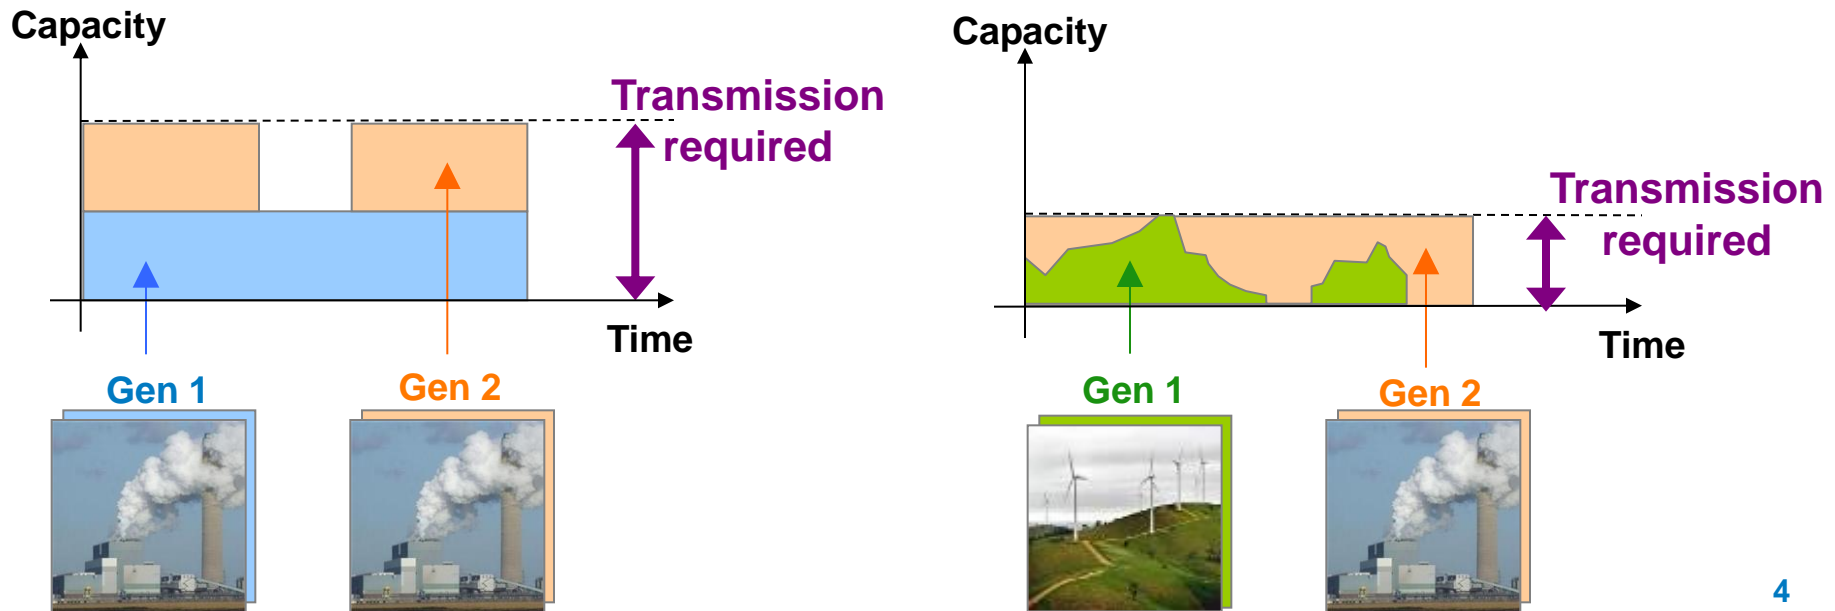 Capacity
Transmission
required
Time
Gen 1
Gen 2
Capacity
Transmission
required
Time
Gen 1
Gen 2
4